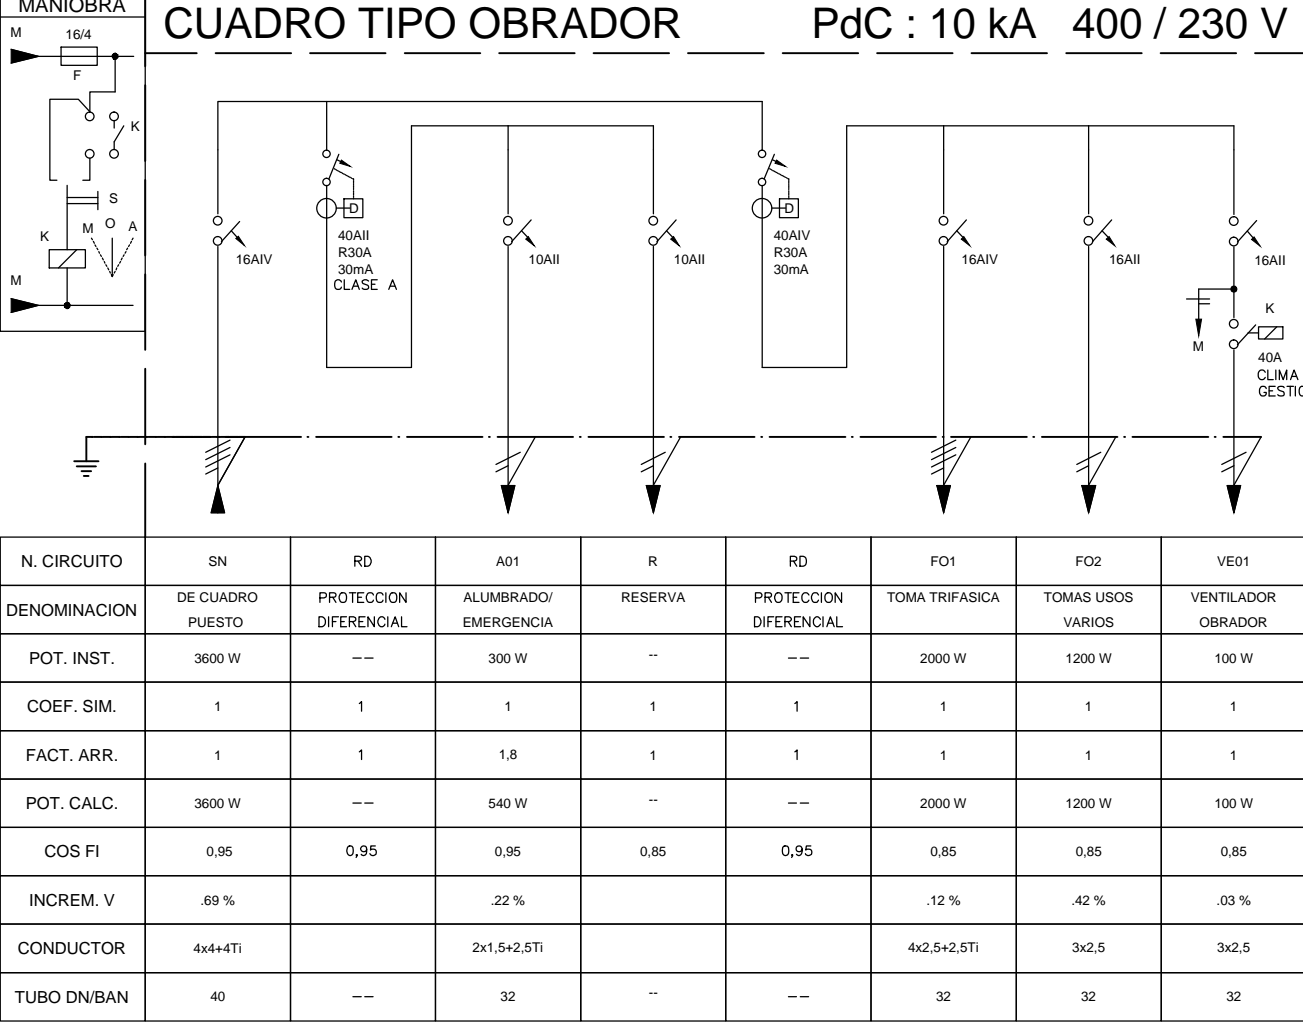 MANIOBRA
CUADRO TIPO OBRADOR PdC : 10 kA 400 / 230 V
M 16/4
F
K
S
M O A
K
M
16AIV
D
40AII
R30A
30mA
CLASE A
10AII
10AII
D
40AIV
R30A
30mA
16AIV
16AII
16AII
K
M
40A
CLIMA
N. CIRCUITO SN RD A01 R RD FO1 FO2 VE01
DENOMINACION DE CUADRO PUESTO PROTECCION DIFERENCIAL ALUMBRADO/ EMERGENCIA RESERVA PROTECCION DIFERENCIAL TOMA TRIFASICA TOMAS USOS VARIOS VENTILADOR OBRADOR
POT. INST. 3600 W -- 300 W -- -- 2000 W 1200 W 100 W
COEF. SIM. 1 1 1 1 1 1 1 1
FACT. ARR. 1 1 1,8 1 1 1 1 1
POT. CALC. 3600 W -- 540 W -- -- 2000 W 1200 W 100 W
COS FI 0,95 0,95 0,95 0,85 0,95 0,85 0,85 0,85
INCREM. V .69 % .22 % .12 % .42 % .03 %
CONDUCTOR 4x4+4Ti 2x1,5+2,5Ti 4x2,5+2,5Ti 3x2,5 3x2,5
TUBO DN/BAN 40 -- 32 -- -- 32 32 32